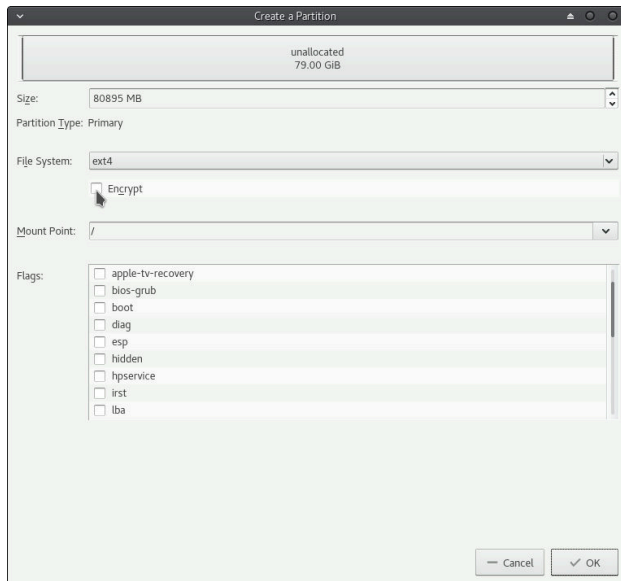 Create a Partition
unallocated
79.00 GiB
Size: 80895 MB
Partition Type: Primary
File System: ext4
Encrypt
Mount Point: /
Flags:
apple-tv-recovery
bios-grub
boot
diag
esp
hidden
hpservice
irst
lba
Cancel OK